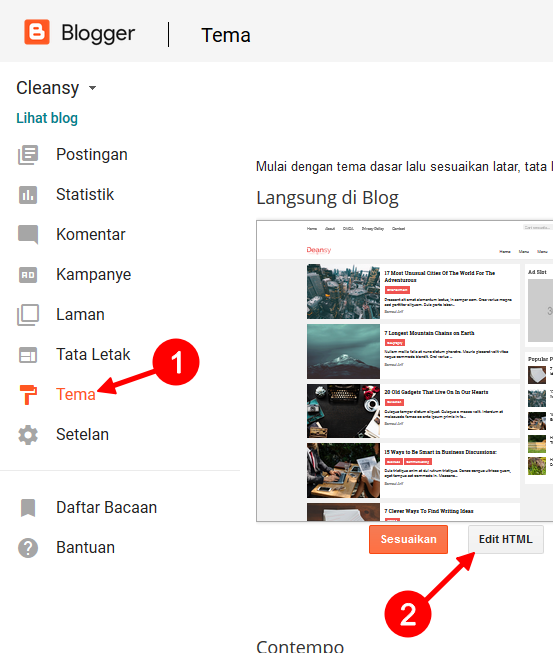 Blogger
Tema
Cleansy
Lihat blog
Postingan
Statistik
Komentar
Kampanye
Laman
Tata Letak
Tema
Setelan
Daftar Bacaan
Bantuan
1
Mulai dengan tema dasar lalu sesuaikan latar, tata
Langsung di Blog
Home About DMCA Privacy Policy Contact
Home Menu Menu
17 Most Unusual Cities Of The World For The
Adventurous
7 Longest Mountain Chains on Earth
20 Old Gadgets That Live On In Our Hearts
15 Ways to Be Smart in Business Discussions:
7 Clever Ways To Find Writing Ideas
Ad Slot
Popular
Sesuaikan
Edit HTML
2
Contempo